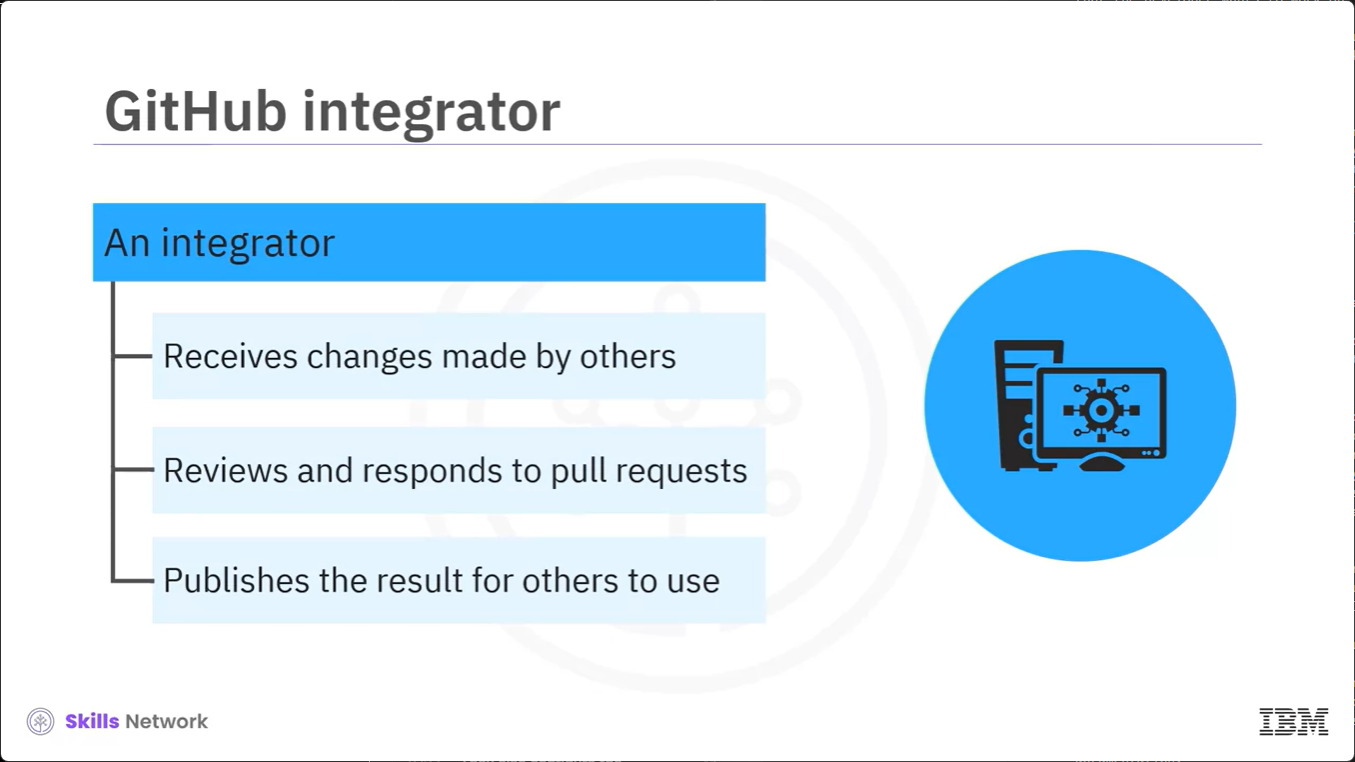 GitHub integrator
An integrator
Receives changes made by others
Reviews and responds to pull requests
Publishes the result for others to use
Skills Network
IBM